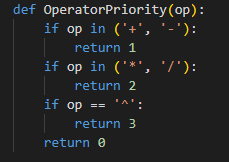 def OperatorPriority(op):
    if op in ('+', '-'):
        return 1
    if op in ('*', '/'):
        return 2
    if op == '^':
        return 3
    return 0